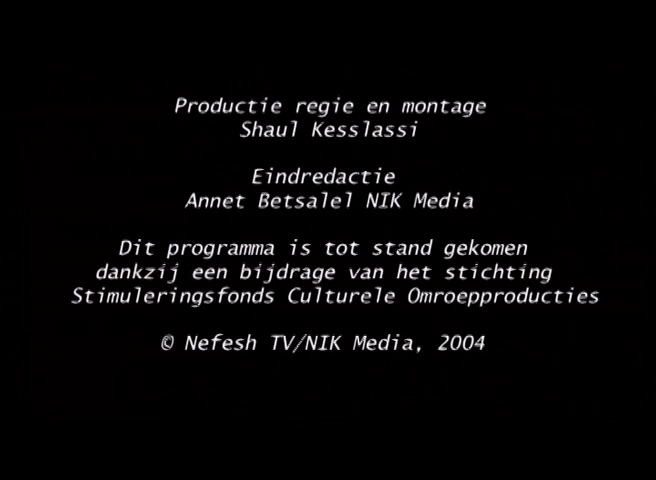 Productie regie en montage
Shaul Kesslassi
Eindredactie
Annet Betsalel NIK Media
Dit programma is tot stand gekomen
dankzij een bijdrage van het stichting
Stimuleringsfonds Culturele Omroepproducties
© Nefesh TV/NIK Media, 2004